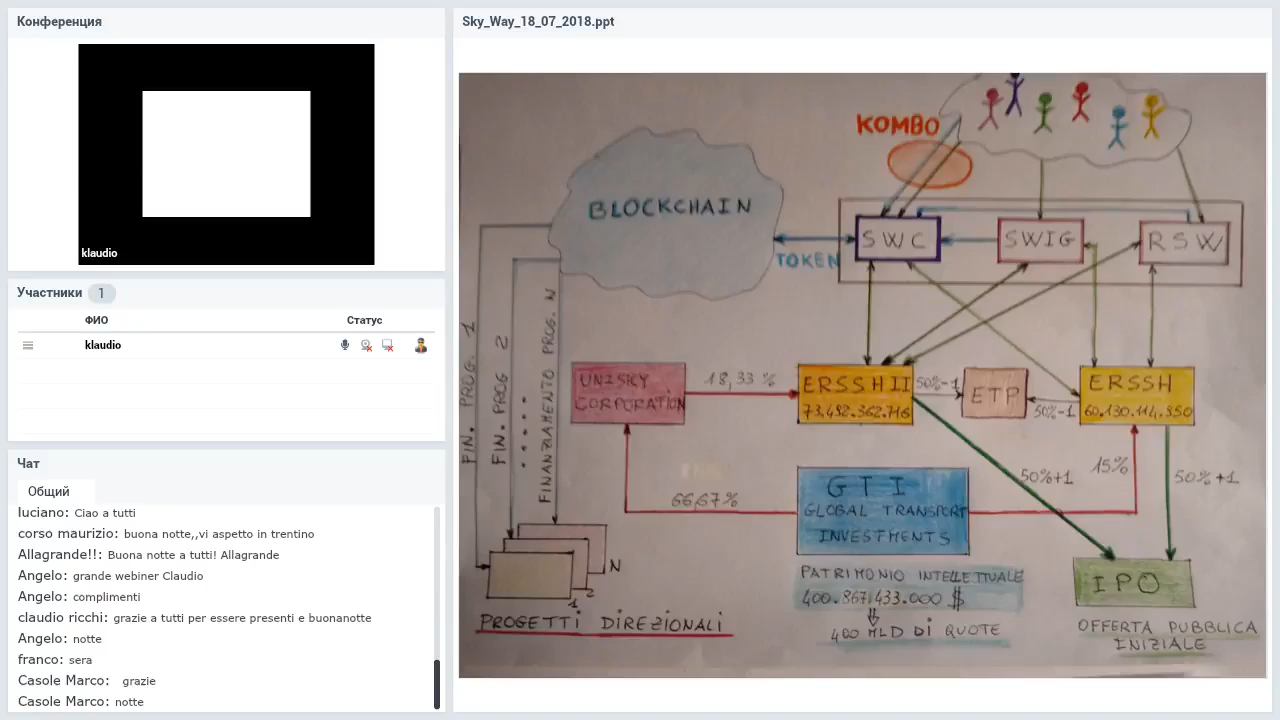 Конференция
klaudio
Участники 1
ФИО Статус
klaudio
Чат
Общий
luciano: Ciao a tutti
corso maurizio: buona notte,,vi aspetto in trentino
Allagrande!!: Buona notte a tutti! Allagrande
Angelo: grande webiner Claudio
Angelo: complimenti
claudio ricchi: grazie a tutti per essere presenti e buonanotte
Angelo: notte
franco: sera
Casole Marco: grazie
Casole Marco: notte
Sky_Way_18_07_2018.ppt
KOMBO
BLOCKCHAIN
TOKEN
SWC
SWIG
RSW
FIN. PROG. 1
FIN. PROG 2
FINANZIAMENTO PROG. N
UNISKY
CORPORATION
18,33 %
ERSSH II
73.492.362.716
50%-1
ETP
50%-1
ERSSH
60.130.114.350
66,67%
GTI
GLOBAL TRANSPORT
INVESTMENTS
50%+1
15%
50%+1
IPO
N
2
1
PROGETTI DIREZIONALI
PATRIMONIO INTELLETTUALE
400.867.433.000 $
400 MLD DI QUOTE
OFFERTA PUBBLICA
INIZIALE